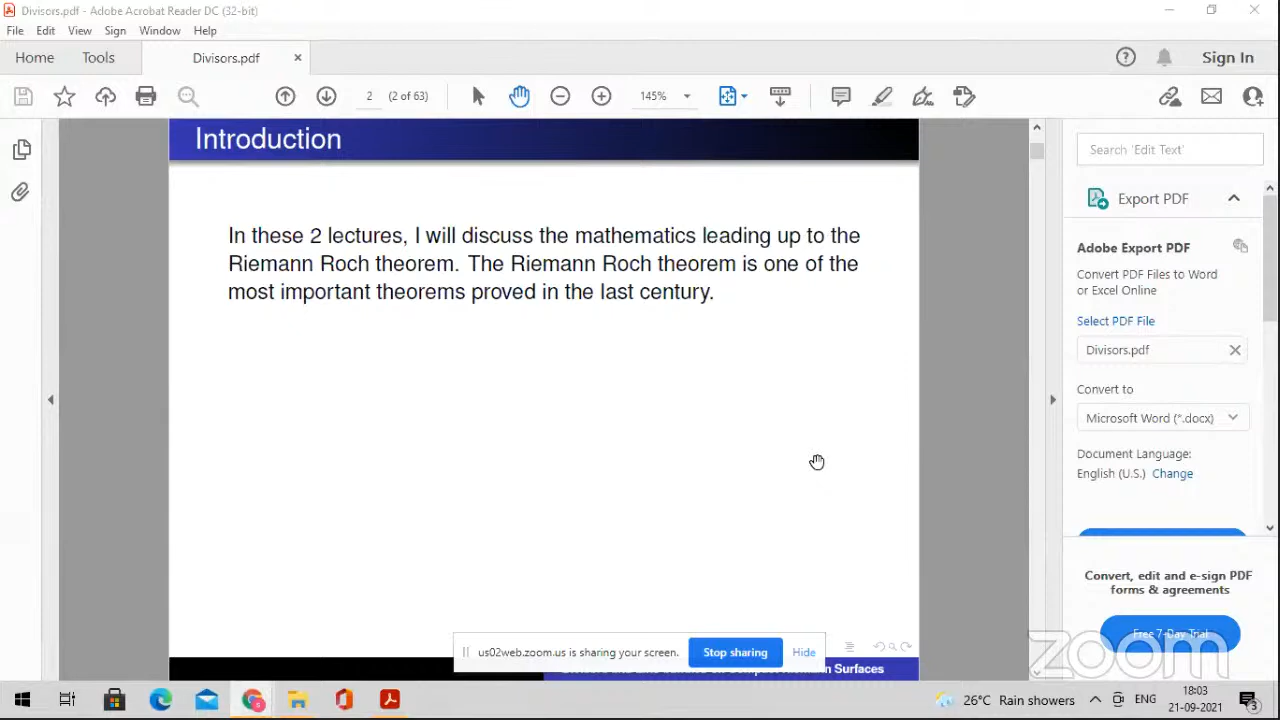 Divisors.pdf - Adobe Acrobat Reader DC (32-bit)
File Edit View Sign Window Help
Home Tools Divisors.pdf Sign In
2 (2 of 63) 145%
Introduction
In these 2 lectures, I will discuss the mathematics leading up to the
Riemann Roch theorem. The Riemann Roch theorem is one of the
most important theorems proved in the last century.
Search 'Edit Text'
Export PDF
Adobe Export PDF
Convert PDF Files to Word
or Excel Online
Select PDF File
Divisors.pdf
Convert to
Microsoft Word (*.docx)
Document Language:
English (U.S.) Change
Convert, edit and e-sign PDF
forms & agreements
Free 7-Day Trial
us02web.zoom.us is sharing your screen. Stop sharing Hide
Surfaces
zoom
26°C Rain showers ENG 18:03
21-09-2021
3